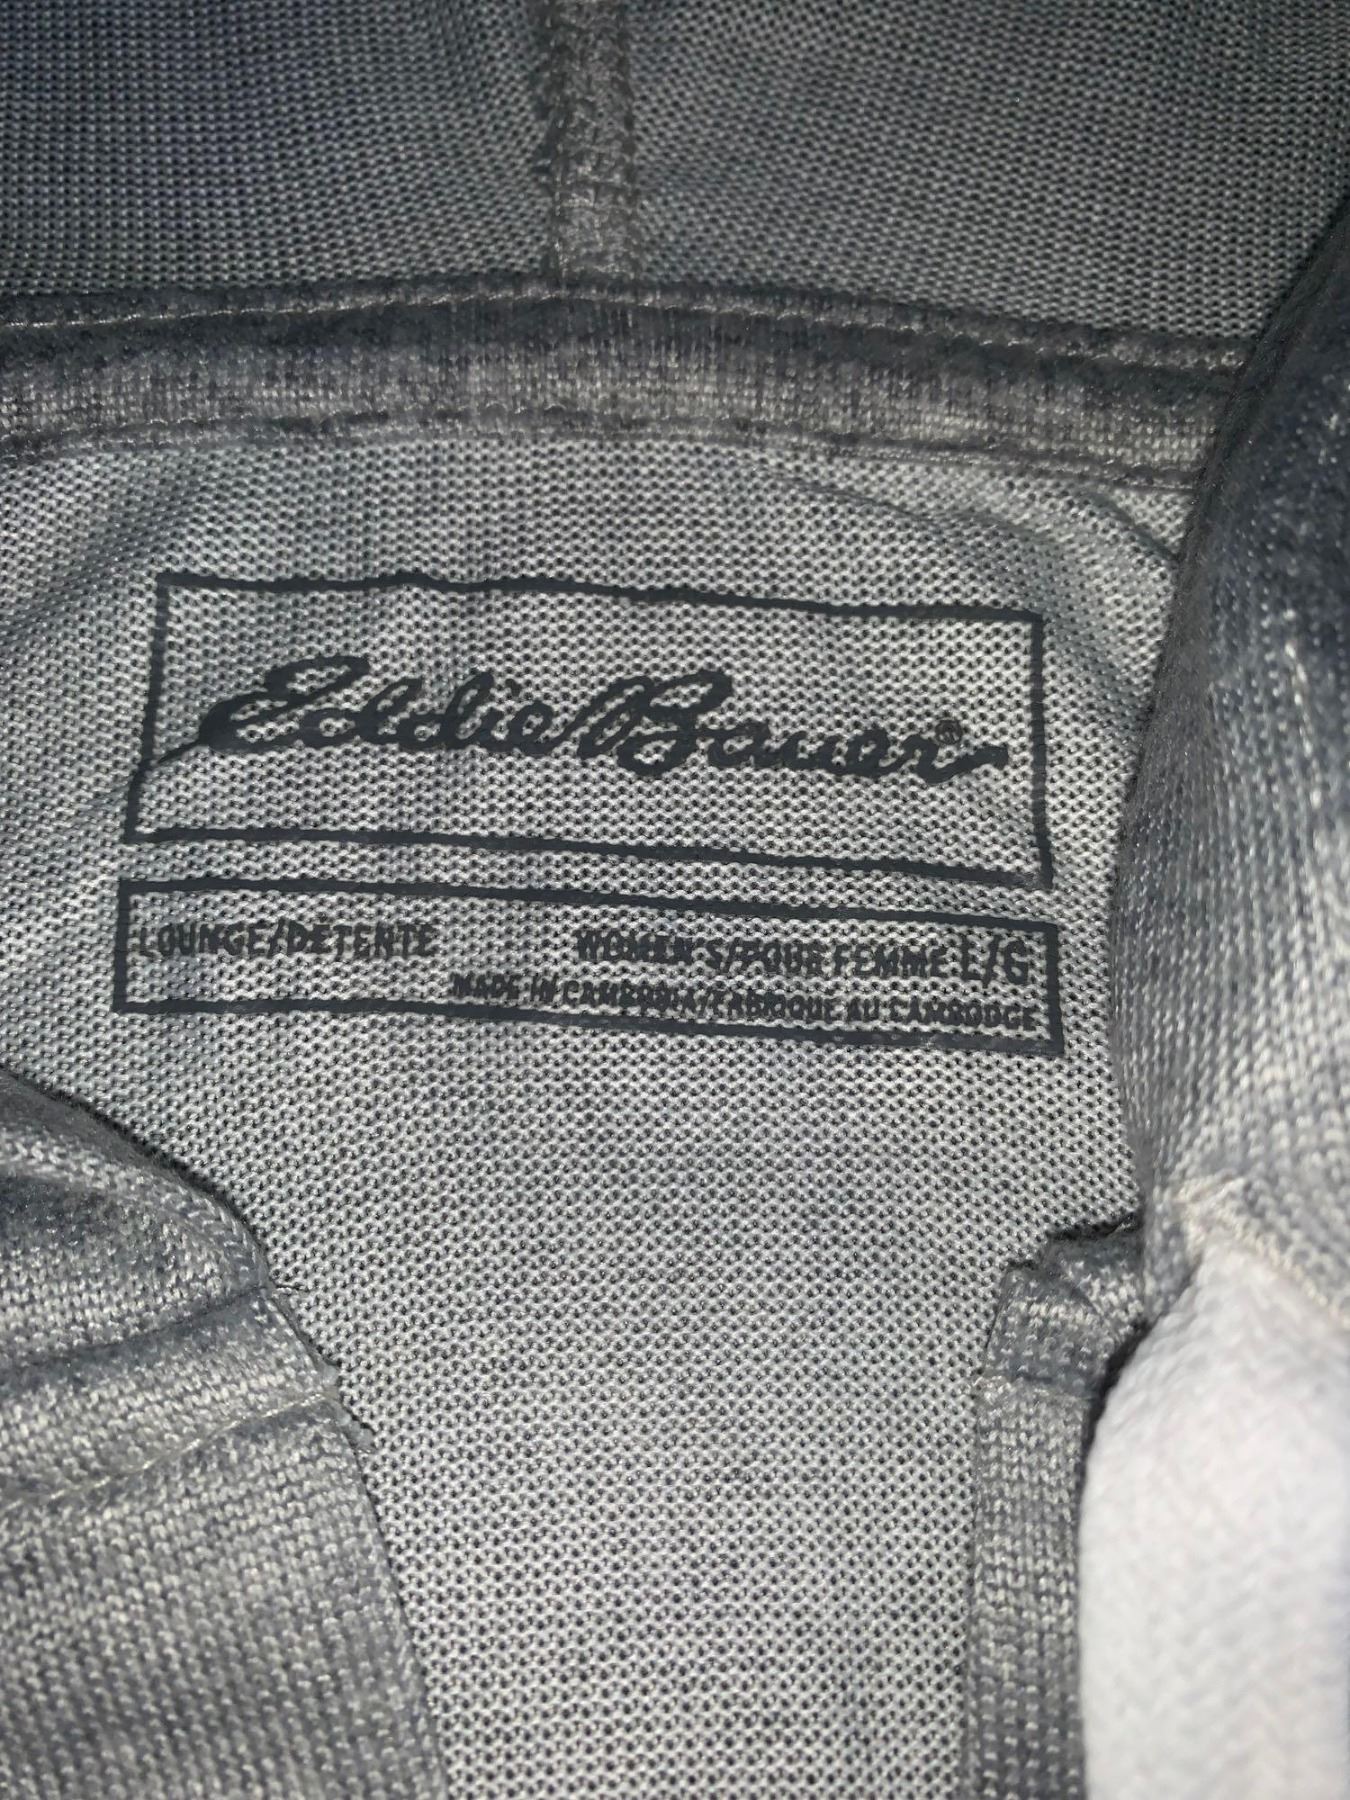 Eddie Bauer®
LOUNGE/DÉTENTE WOMEN'S/POUR FEMME L/G
MADE IN CAMBODIA/FABRIQUÉ AU CAMBODGE